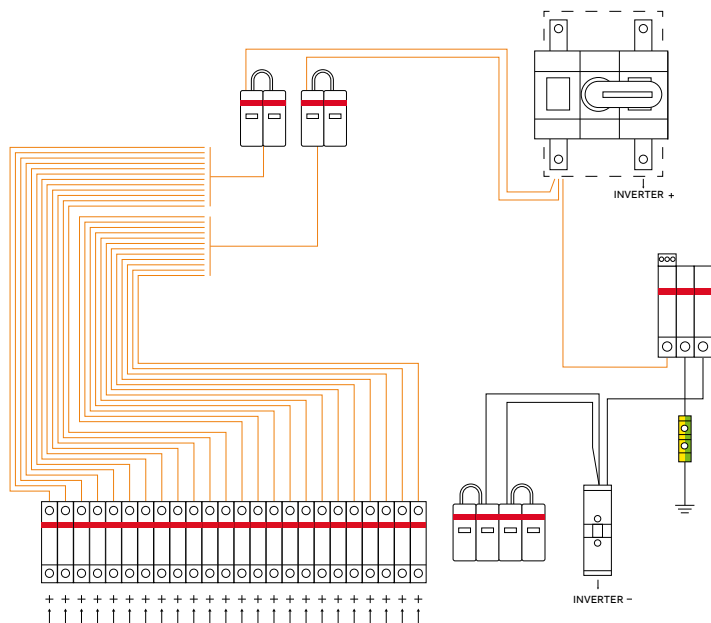 INVERTER +
INVERTER –
+ + + + + + + + + + + + + + + + + + + + + + + +